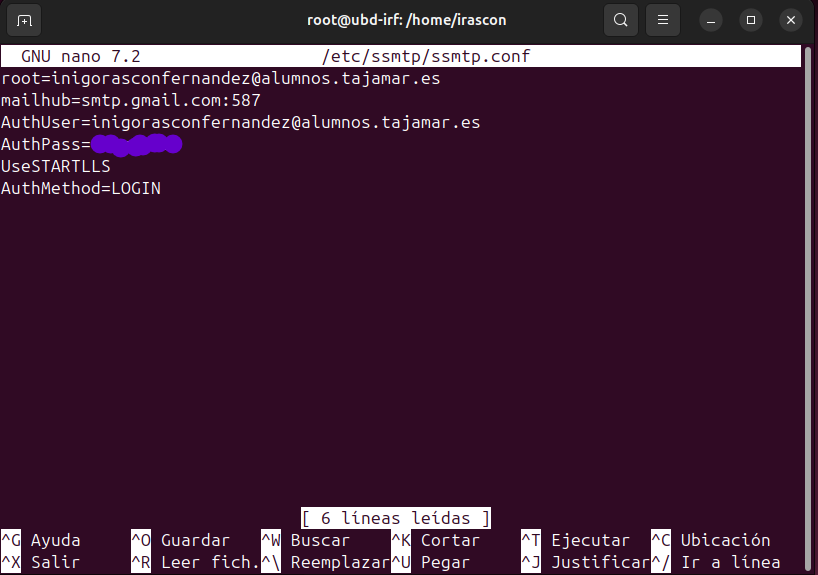 root@ubd-irf: /home/irascon
GNU nano 7.2 /etc/ssmtp/ssmtp.conf
root=inigorasconfernandez@alumnos.tajamar.es
mailhub=smtp.gmail.com:587
AuthUser=inigorasconfernandez@alumnos.tajamar.es
AuthPass=
UseSTARTLLS
AuthMethod=LOGIN
[ 6 líneas leídas ]
^G Ayuda ^O Guardar ^W Buscar ^K Cortar ^T Ejecutar ^C Ubicación
^X Salir ^R Leer fich. ^\ Reemplazar ^U Pegar ^J Justificar ^/ Ir a línea